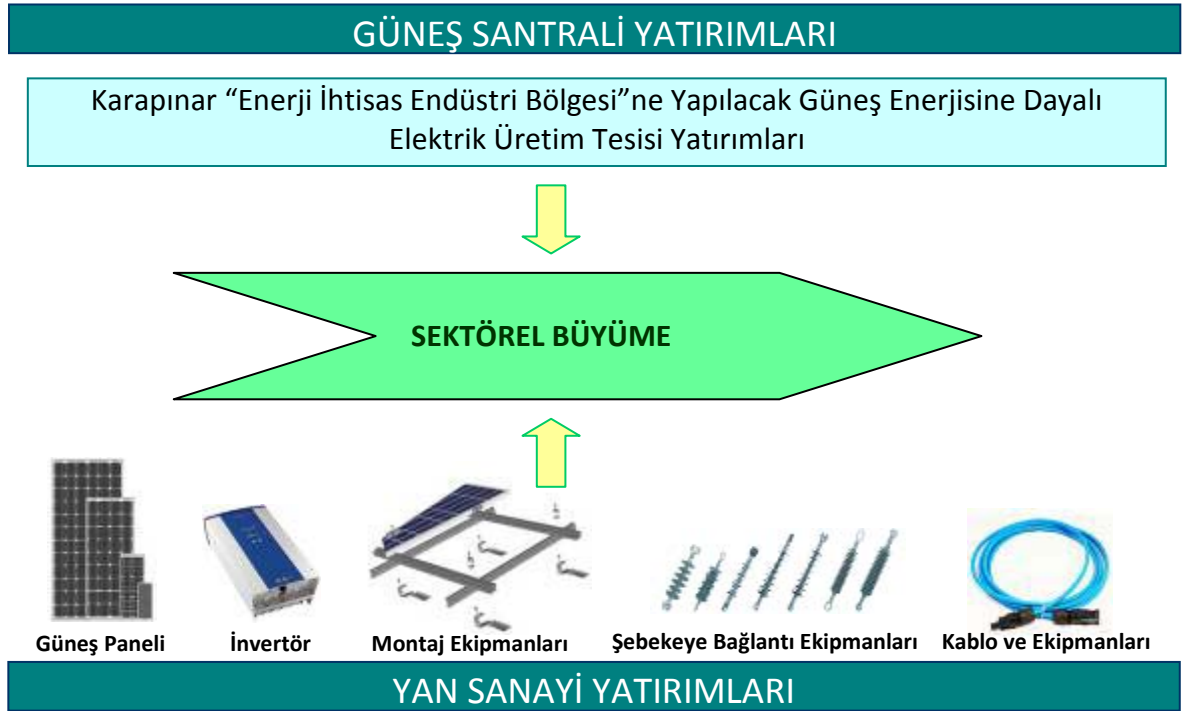 GÜNEŞ SANTRALİ YATIRIMLARI
Karapınar “Enerji İhtisas Endüstri Bölgesi”ne Yapılacak Güneş Enerjisine Dayalı
Elektrik Üretim Tesisi Yatırımları
SEKTÖREL BÜYÜME
Güneş Paneli İnvertör Montaj Ekipmanları Şebekeye Bağlantı Ekipmanları Kablo ve Ekipmanları
YAN SANAYİ YATIRIMLARI